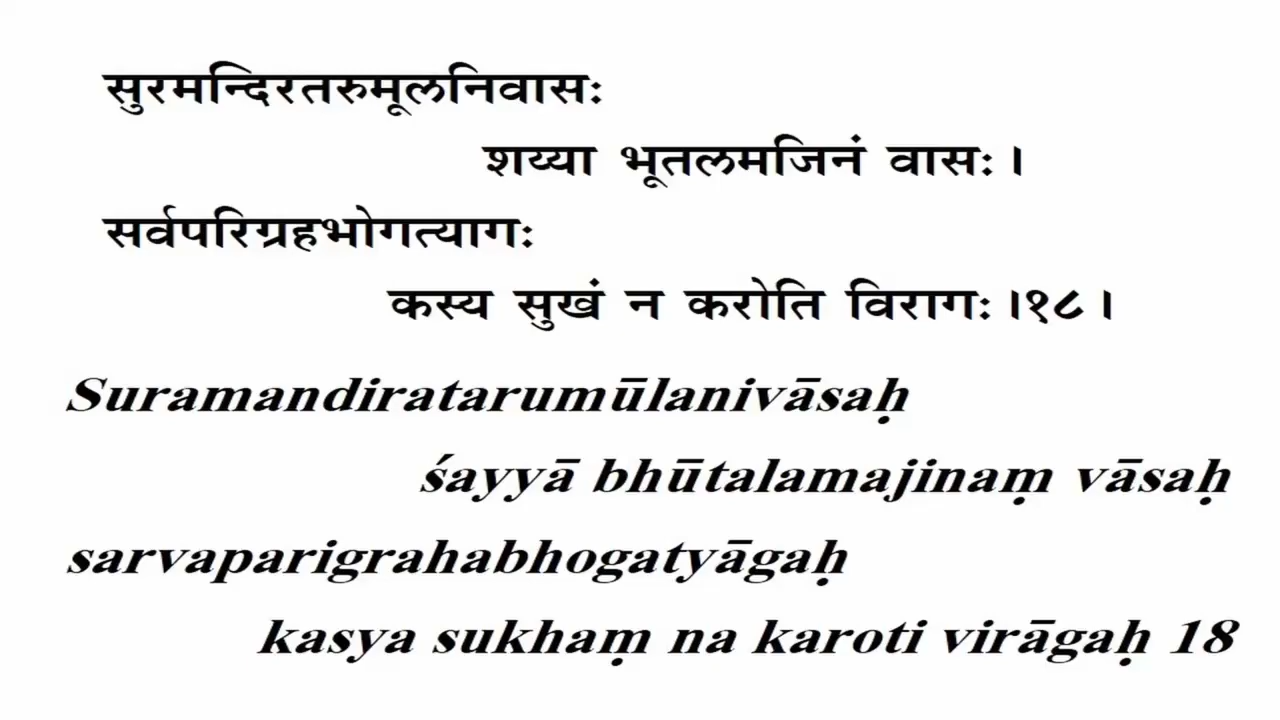 सुरमन्दिरतरुमूलनिवासः
शय्या भूतलमजिनं वासः ।
सर्वपरिग्रहभोगत्यागः
कस्य सुखं न करोति विरागः ।१८ ।
Suramandiratarumūlanivāsaḥ
śayyā bhūtalamajinaṃ vāsaḥ
sarvaparigrahabhogatyāgaḥ
kasya sukhaṃ na karoti virāgaḥ 18